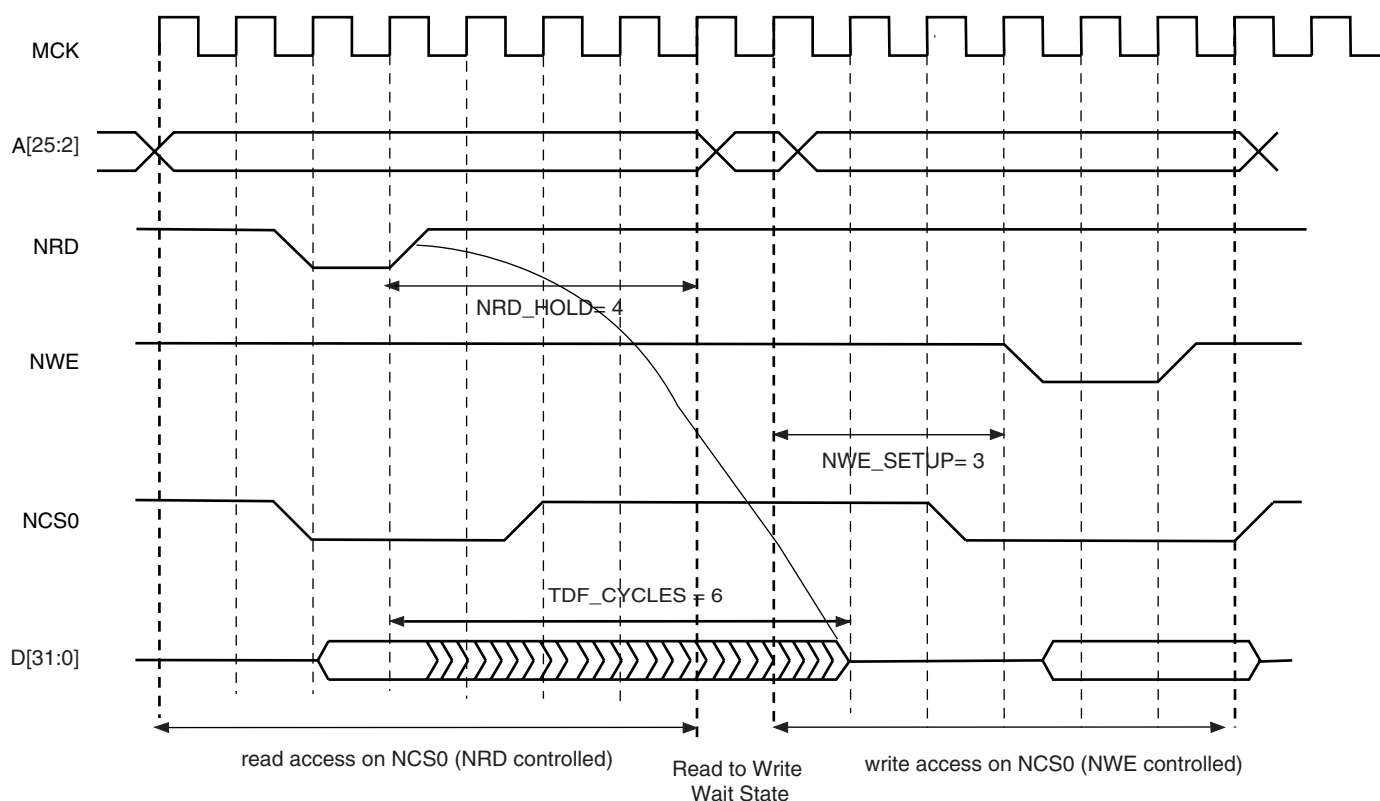 MCK
A[25:2]
NRD
NRD_HOLD= 4
NWE
NWE_SETUP= 3
NCS0
TDF_CYCLES = 6
D[31:0]
read access on NCS0 (NRD controlled)
Read to Write
Wait State
write access on NCS0 (NWE controlled)